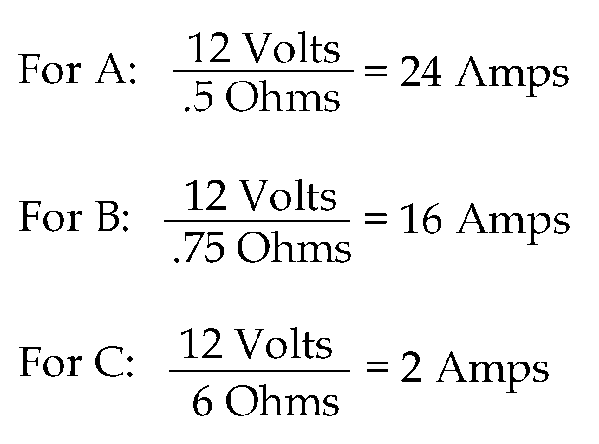 For A: 12 Volts / .5 Ohms = 24 Amps
For B: 12 Volts / .75 Ohms = 16 Amps
For C: 12 Volts / 6 Ohms = 2 Amps